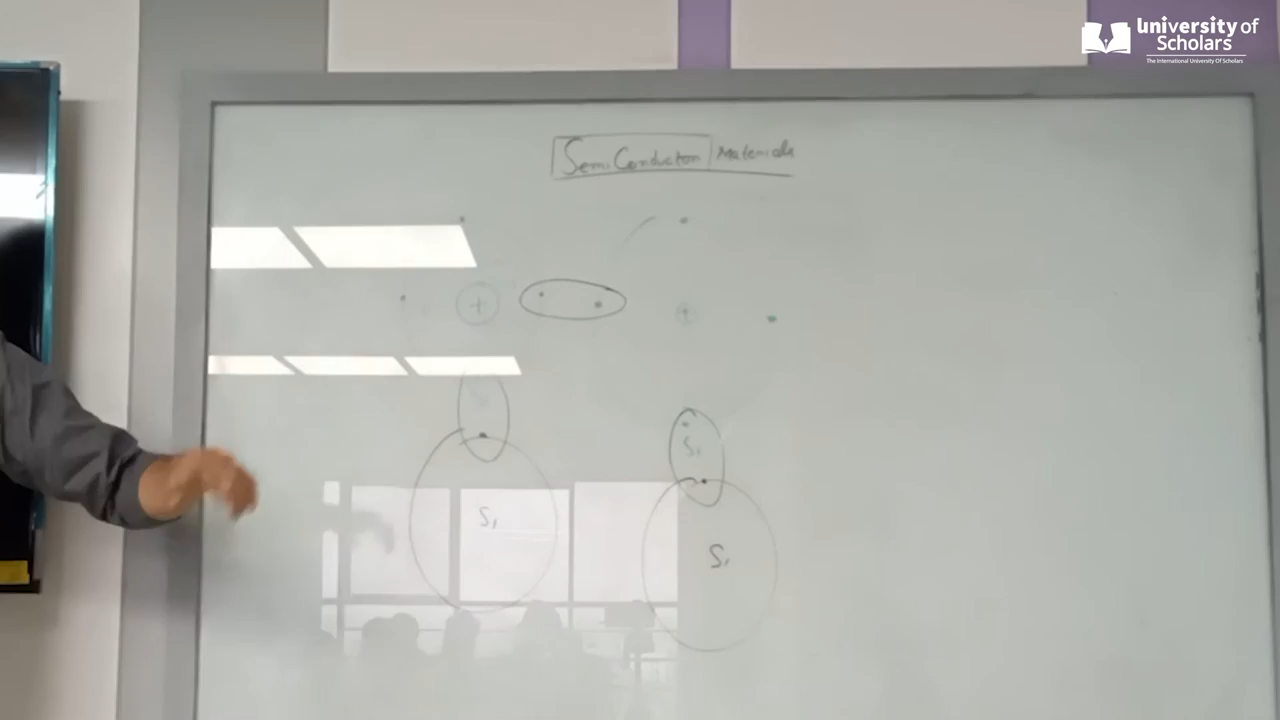 university of
Scholars
The International University Of Scholars
Semi Conductor Materials
+
+
Si
Si
Si